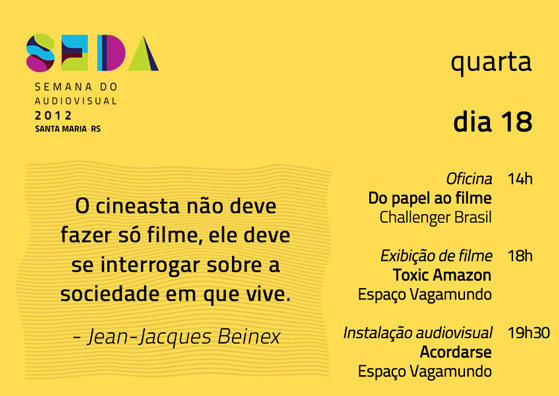 SEDA
SEMANA DO
AUDIOVISUAL
2012
SANTA MARIA RS
quarta
dia 18
O cineasta não deve
fazer só filme, ele deve
se interrogar sobre a
sociedade em que vive.
- Jean-Jacques Beinex
Oficina 14h
Do papel ao filme
Challenger Brasil
Exibição de filme 18h
Toxic Amazon
Espaço Vagamundo
Instalação audiovisual 19h30
Acordarse
Espaço Vagamundo